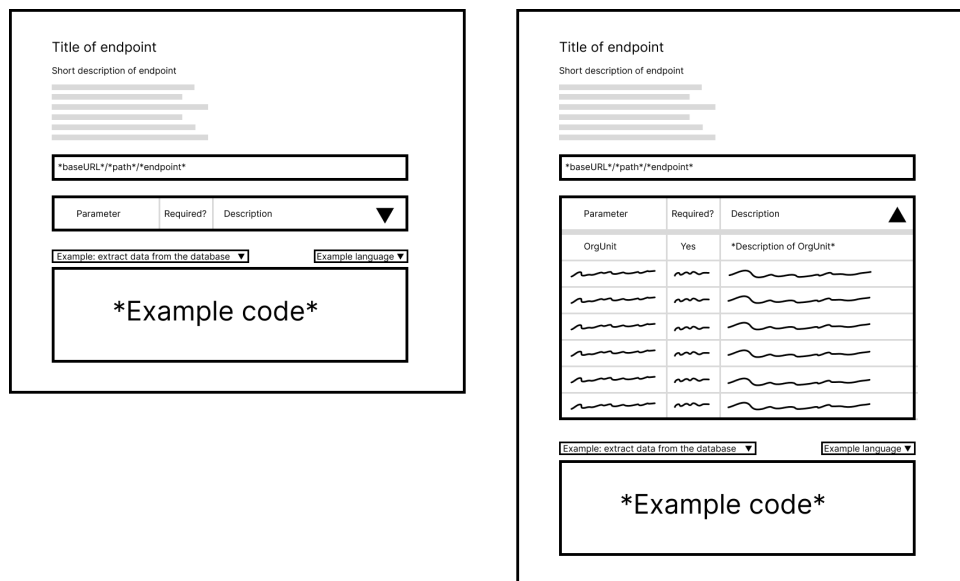 Title of endpoint
Short description of endpoint
*baseURL*/*path*/*endpoint*
Parameter Required? Description ▼
Example: extract data from the database ▼ Example language ▼
*Example code*
Title of endpoint
Short description of endpoint
*baseURL*/*path*/*endpoint*
Parameter Required? Description ▲
OrgUnit Yes *Description of OrgUnit*
Example: extract data from the database ▼ Example language ▼
*Example code*